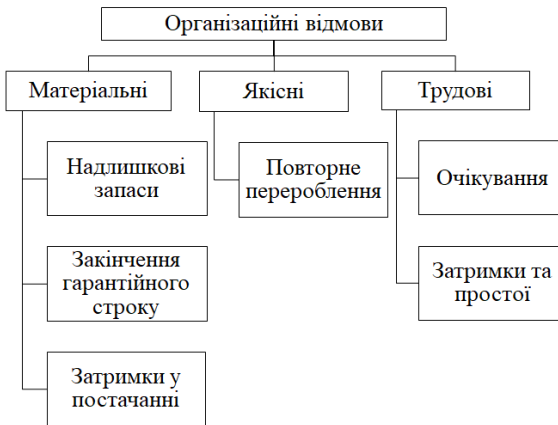 Організаційні відмови
Матеріальні
Якісні
Трудові
Надлишкові
запаси
Повторне
перероблення
Очікування
Закінчення
гарантійного
строку
Затримки та
простої
Затримки у
постачанні